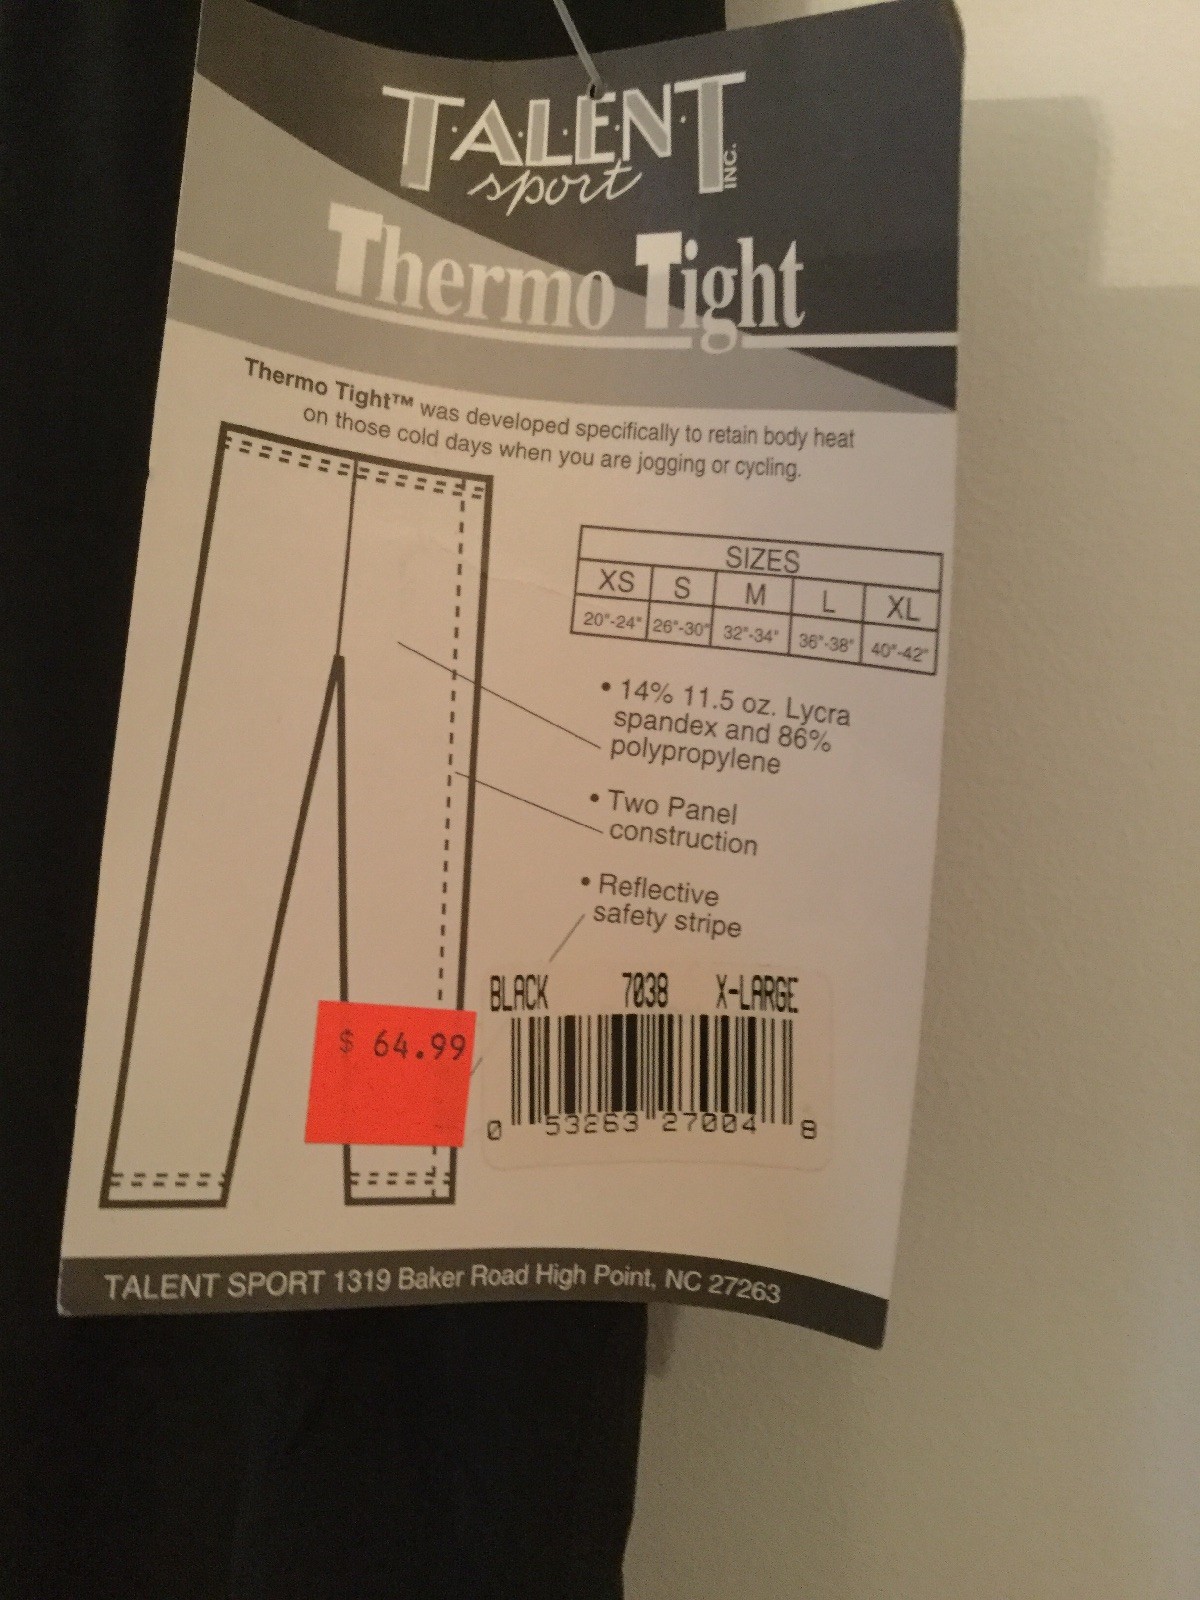 T·A·L·E·N·T
sport
INC.
Thermo Tight
Thermo Tight™ was developed specifically to retain body heat
on those cold days when you are jogging or cycling.
SIZES
XS S M L XL
20"-24" 26"-30" 32"-34" 36"-38" 40"-42"
• 14% 11.5 oz. Lycra
spandex and 86%
polypropylene
• Two Panel
construction
• Reflective
safety stripe
BLACK 7038 X-LARGE
$ 64.99
0 53263 27004 8
TALENT SPORT 1319 Baker Road High Point, NC 27263